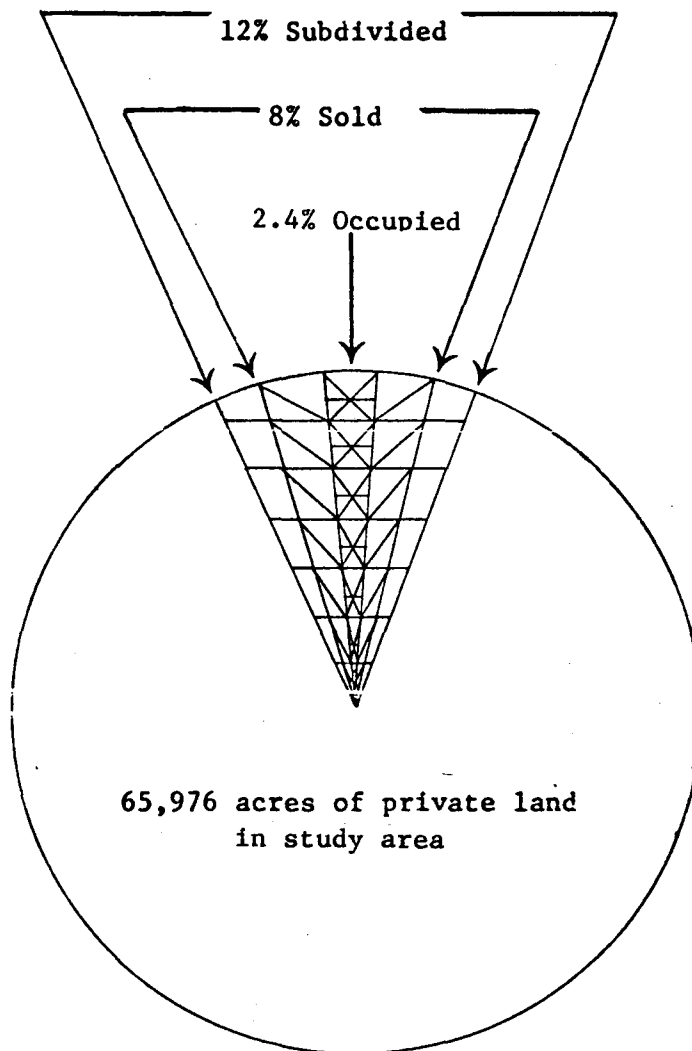 12% Subdivided
8% Sold
2.4% Occupied
65,976 acres of private land
in study area